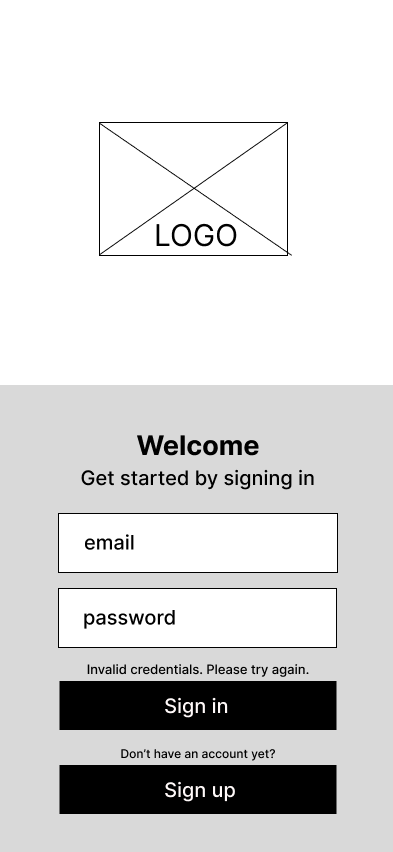 LOGO
Welcome
Get started by signing in
email
password
Invalid credentials. Please try again.
Sign in
Don't have an account yet?
Sign up